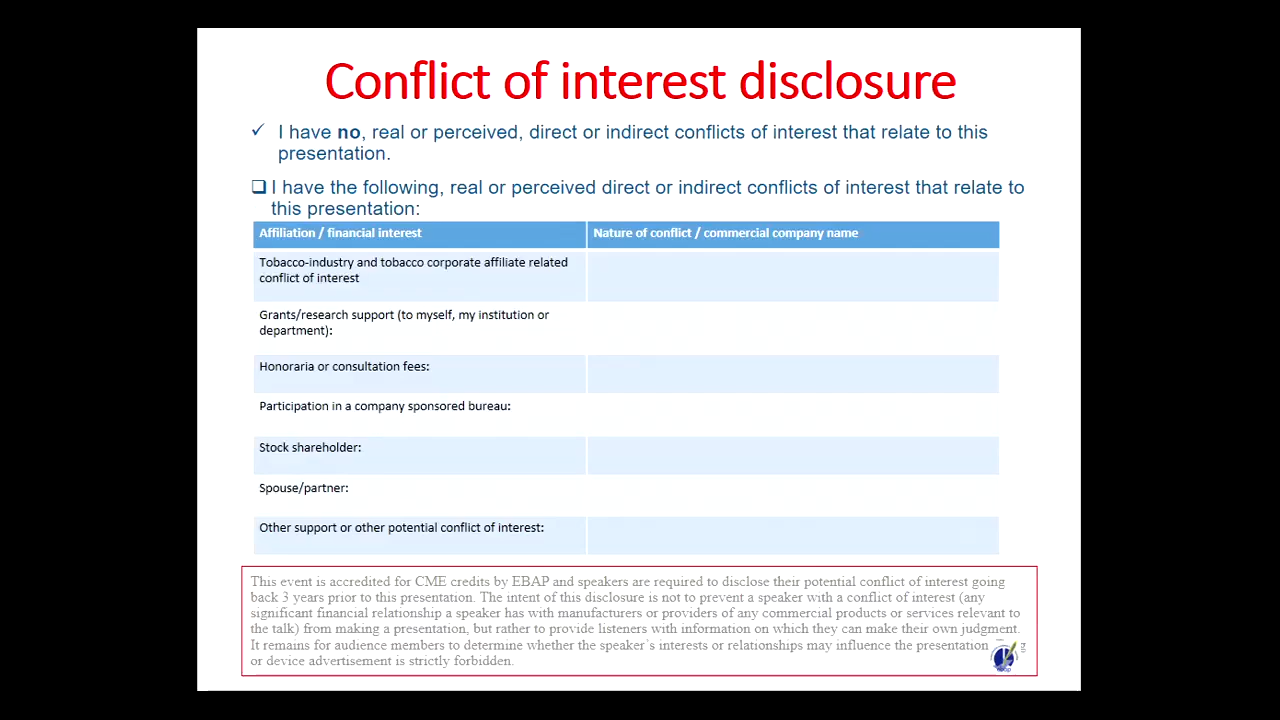 Conflict of interest disclosure
✓ I have no, real or perceived, direct or indirect conflicts of interest that relate to this
presentation.
❑ I have the following, real or perceived direct or indirect conflicts of interest that relate to
this presentation:
Affiliation / financial interest
Nature of conflict / commercial company name
Tobacco-industry and tobacco corporate affiliate related
conflict of interest
Grants/research support (to myself, my institution or
department):
Honoraria or consultation fees:
Participation in a company sponsored bureau:
Stock shareholder:
Spouse/partner:
Other support or other potential conflict of interest:
This event is accredited for CME credits by EBAP and speakers are required to disclose their potential conflict of interest going
back 3 years prior to this presentation. The intent of this disclosure is not to prevent a speaker with a conflict of interest (any
significant financial relationship a speaker has with manufacturers or providers of any commercial products or services relevant to
the talk) from making a presentation, but rather to provide listeners with information on which they can make their own judgment.
It remains for audience members to determine whether the speaker's interests or relationships may influence the presentation
or device advertisement is strictly forbidden.